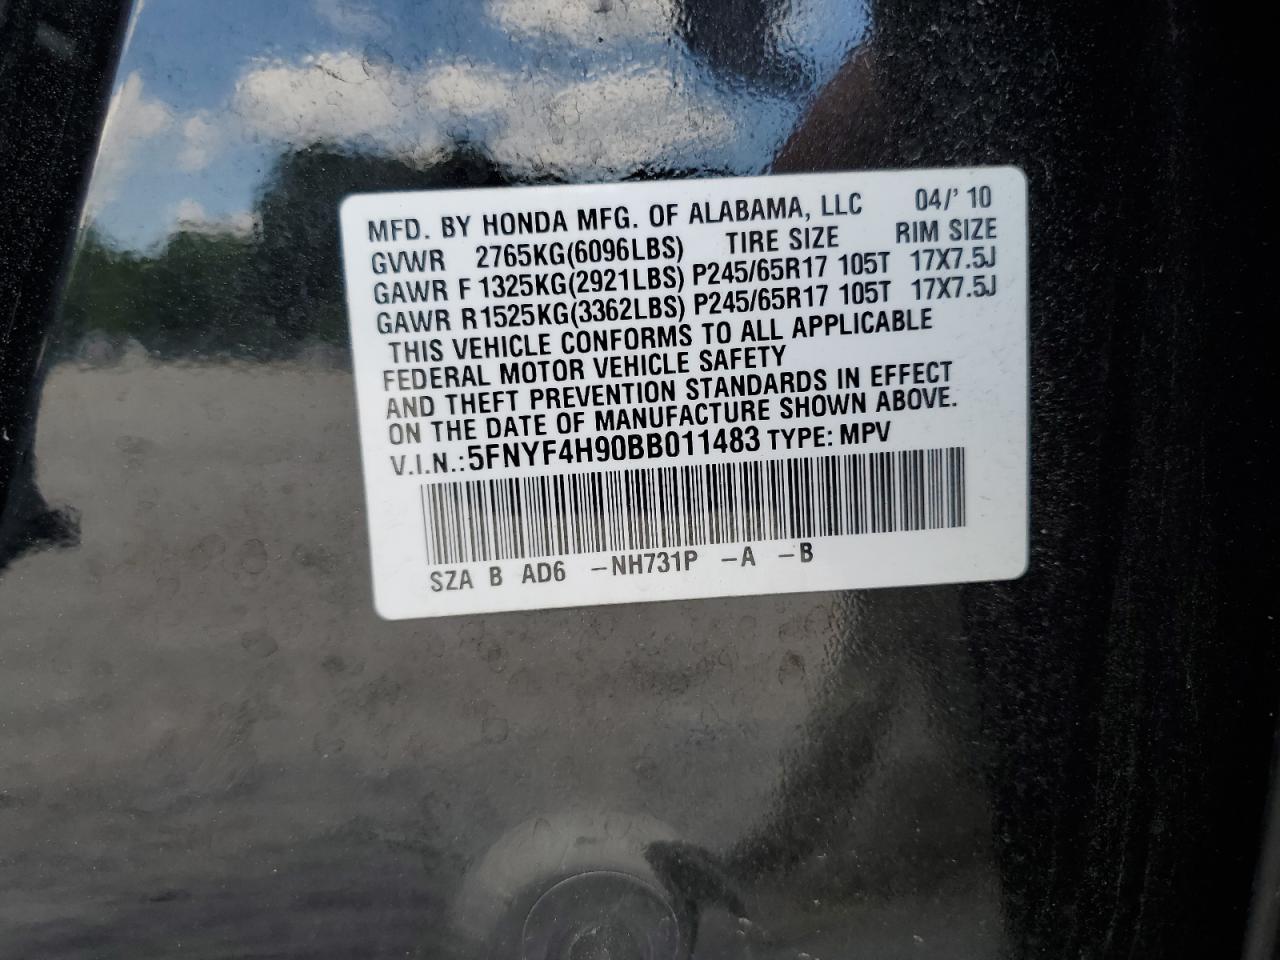 MFD. BY HONDA MFG. OF ALABAMA, LLC 04/' 10
GVWR 2765KG(6096LBS) TIRE SIZE RIM SIZE
GAWR F 1325KG(2921LBS) P245/65R17 105T 17X7.5J
GAWR R1525KG(3362LBS) P245/65R17 105T 17X7.5J
THIS VEHICLE CONFORMS TO ALL APPLICABLE
FEDERAL MOTOR VEHICLE SAFETY
AND THEFT PREVENTION STANDARDS IN EFFECT
ON THE DATE OF MANUFACTURE SHOWN ABOVE.
V.I.N.:5FNYF4H90BB011483 TYPE: MPV
SZA B AD6 -NH731P -A -B